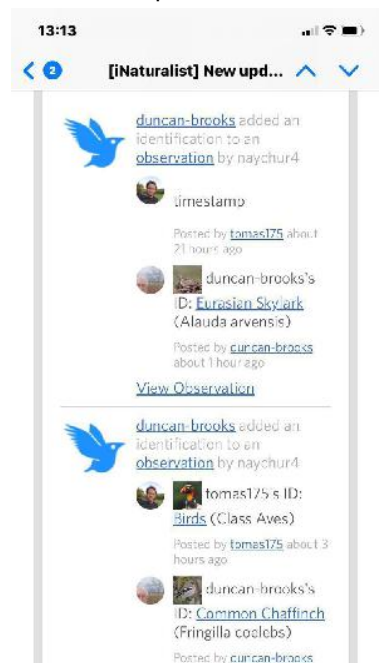 13:13
2
[iNaturalist] New upd...
duncan-brooks added an
identification to an
observation by naychur4
timestamp
Posted by tomas175 about
21 hours ago
duncan-brooks's
ID: Eurasian Skylark
(Alauda arvensis)
Posted by duncan-brooks
about 1 hour ago
View Observation
duncan-brooks added an
identification to an
observation by naychur4
tomas175's ID:
Birds (Class Aves)
Posted by tomas175 about 3
hours ago
duncan-brooks's
ID: Common Chaffinch
(Fringilla coelebs)
Posted by duncan-brooks